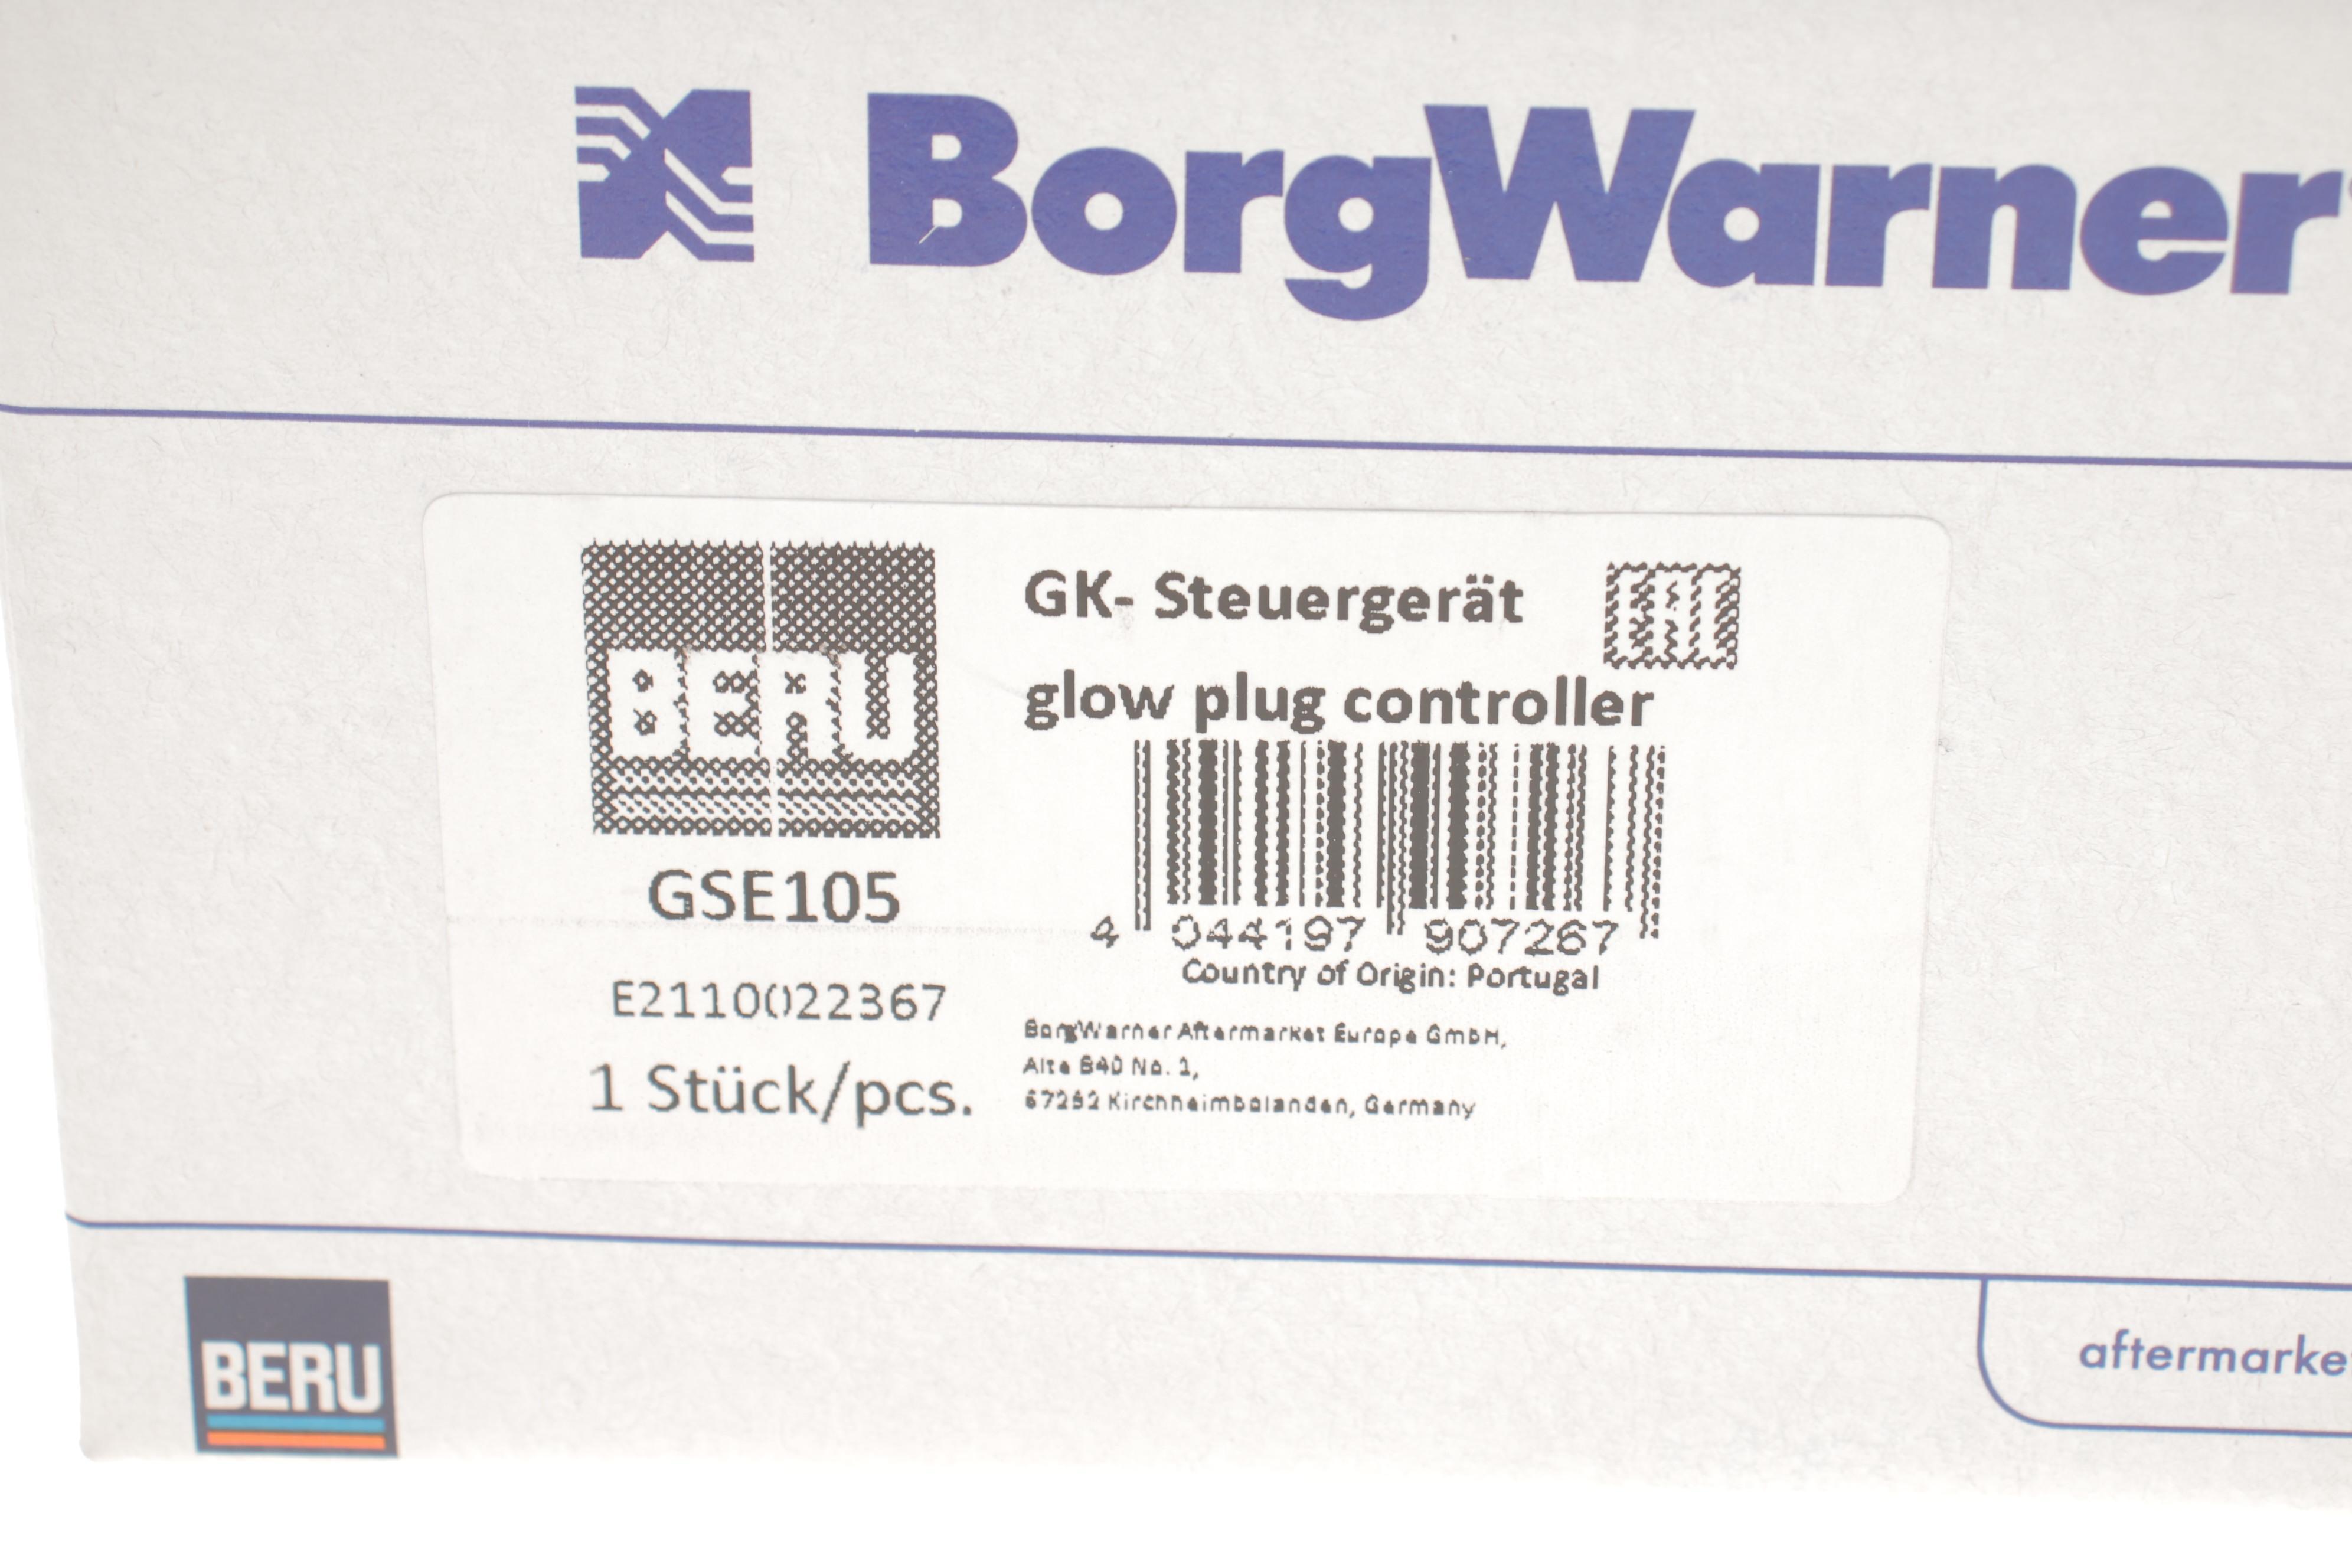 BorgWarner
BERU
GK- Steuergerät
EAC
glow plug controller
GSE105
4 044197 907267
Country of Origin: Portugal
E2110022367
1 Stück/pcs.
BorgWarner Aftermarket Europe GmbH,
Alte B40 No. 1,
67292 Kirchheimbolanden, Germany
BERU